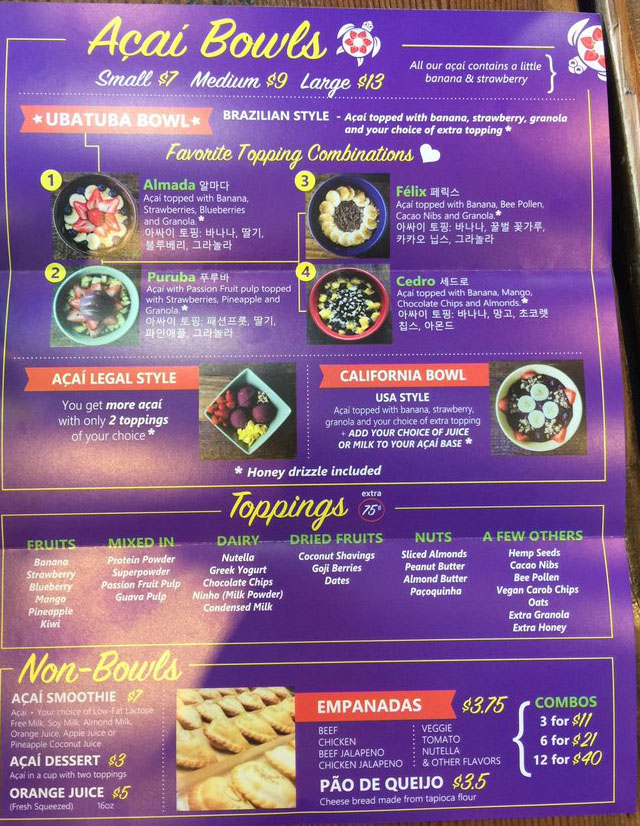 Açaí Bowls
Small $7 Medium $9 Large $13
All our açaí contains a little
banana & strawberry
★UBATUBA BOWL★
BRAZILIAN STYLE - Açaí topped with banana, strawberry, granola
and your choice of extra topping *
Favorite Topping Combinations
1
Almada 알마다
Açaí topped with Banana,
Strawberries, Blueberries
and Granola.*
아싸이 토핑: 바나나, 딸기,
블루베리, 그라놀라
2
Puruba 푸루바
Açaí with Passion Fruit pulp topped
with Strawberries, Pineapple and
Granola.*
아싸이 토핑: 패션프룻, 딸기,
파인애플, 그라놀라
3
Félix 페릭스
Açaí topped with Banana, Bee Pollen,
Cacao Nibs and Granola.*
아싸이 토핑: 바나나, 꿀벌 꽃가루,
카카오 닙스, 그라놀라
4
Cedro 세드로
Açaí topped with Banana, Mango,
Chocolate Chips and Almonds.*
아싸이 토핑: 바나나, 망고, 초코렛
칩스, 아몬드
AÇAÍ LEGAL STYLE
You get more açaí
with only 2 toppings
of your choice *
CALIFORNIA BOWL
USA STYLE
Açaí topped with banana, strawberry,
granola and your choice of extra topping
+ ADD YOUR CHOICE OF JUICE
OR MILK TO YOUR AÇAÍ BASE *
* Honey drizzle included
Toppings extra 75¢
FRUITS
Banana
Strawberry
Blueberry
Mango
Pineapple
Kiwi
MIXED IN
Protein Powder
Superpowder
Passion Fruit Pulp
Guava Pulp
DAIRY
Nutella
Greek Yogurt
Chocolate Chips
Ninho (Milk Powder)
Condensed Milk
DRIED FRUITS
Coconut Shavings
Goji Berries
Dates
NUTS
Sliced Almonds
Peanut Butter
Almond Butter
Paçoquinha
A FEW OTHERS
Hemp Seeds
Cacao Nibs
Bee Pollen
Vegan Carob Chips
Oats
Extra Granola
Extra Honey
Non-Bowls
AÇAÍ SMOOTHIE $7
Açaí + Your choice of Low-Fat Lactose
Free Milk, Soy Milk, Almond Milk,
Orange Juice, Apple Juice or
Pineapple Coconut Juice
AÇAÍ DESSERT $3
Açaí in a cup with two toppings
ORANGE JUICE $5
(Fresh Squeezed) 16oz
EMPANADAS $3.75
BEEF
CHICKEN
BEEF JALAPENO
CHICKEN JALAPENO
VEGGIE
TOMATO
NUTELLA
& OTHER FLAVORS
COMBOS
3 for $11
6 for $21
12 for $40
PÃO DE QUEIJO $3.5
Cheese bread made from tapioca flour